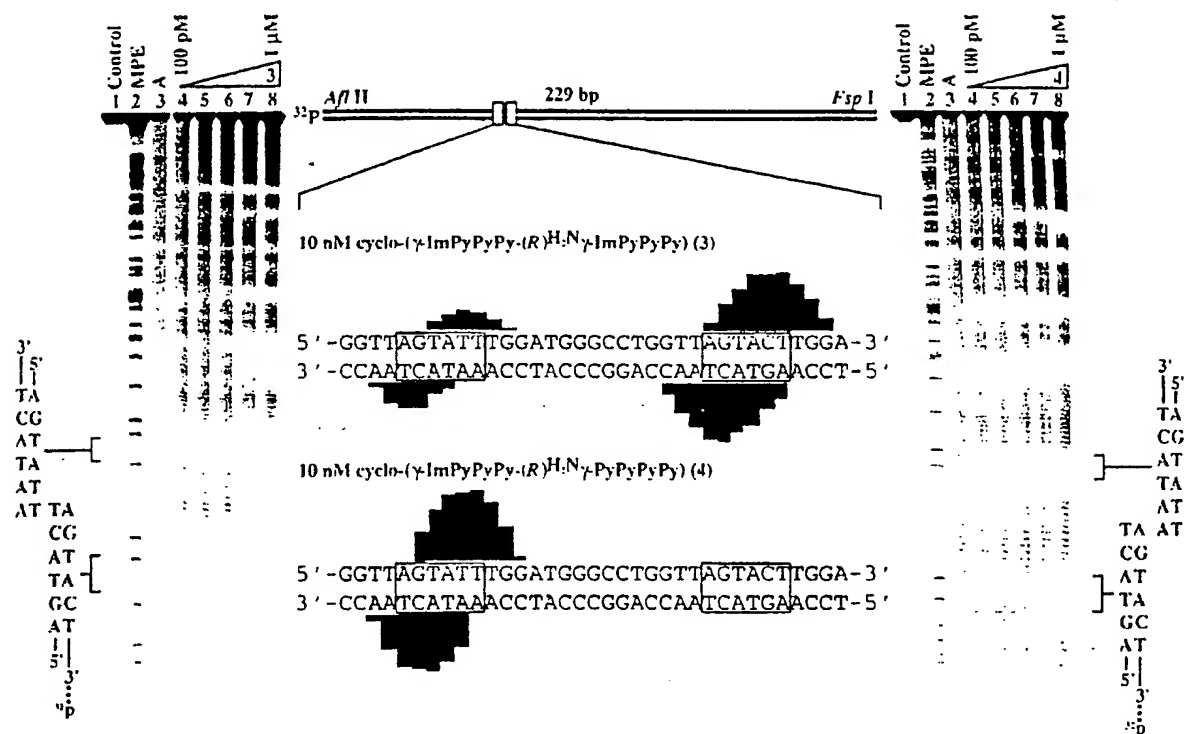 Control
MPE
A
100 pM
1 µM
3
1 2 3 4 5 6 7 8
Afl II
229 bp
Fsp I
32P
Control
MPE
A
100 pM
1 µM
4
1 2 3 4 5 6 7 8
10 nM cyclo-(γ-ImPyPyPy-(R)H2Nγ-ImPyPyPy) (3)
5'-GGTTAGTATTTGGATGGGCCTGGTTAGTACTTGGA-3'
3'-CCAATCATAAACCTACCCGGACCAATCATGAACCT-5'
10 nM cyclo-(γ-ImPyPyPy-(R)H2Nγ-PyPyPyPy) (4)
5'-GGTTAGTATTTGGATGGGCCTGGTTAGTACTTGGA-3'
3'-CCAATCATAAACCTACCCGGACCAATCATGAACCT-5'
3'
5'
TA
CG
AT
TA
AT
AT
TA
CG
AT
TA
GC
AT
5'
3'
32P
3'
5'
TA
CG
AT
TA
AT
AT
TA
CG
AT
TA
GC
AT
5'
3'
32P